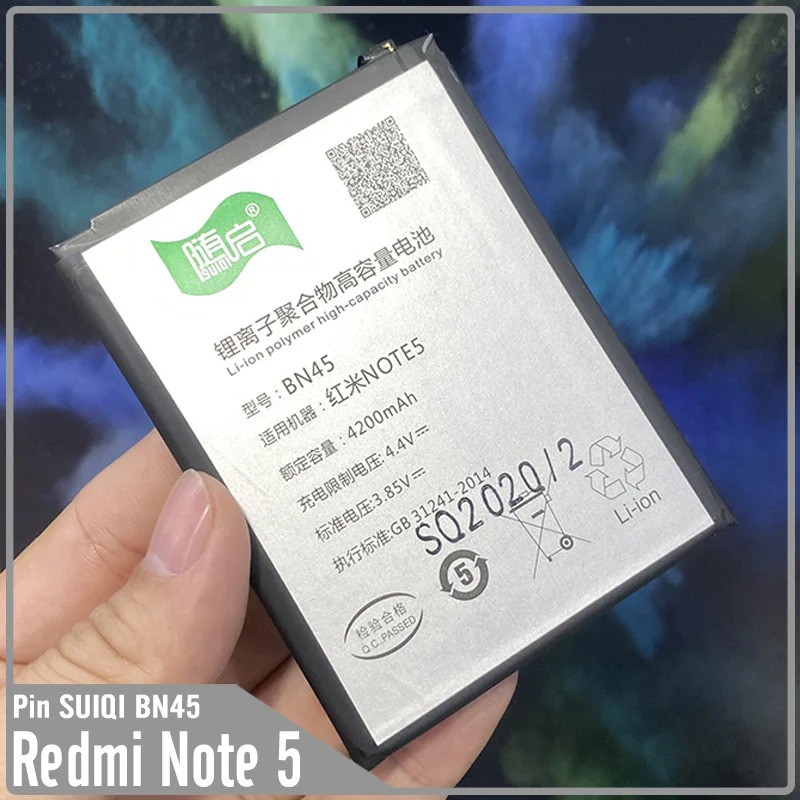 随启®
SUIQI
锂离子聚合物高容量电池
Li-ion polymer high-capacity battery
型号:BN45
适用机器:红米NOTE5
额定容量:4200mAh
充电限制电压:4.4V
标准电压:3.85V
执行标准:GB 31241-2014
SQ2020/2
Li-ion
5
检验合格
Q.C.PASSED
Pin SUIQI BN45
Redmi Note 5